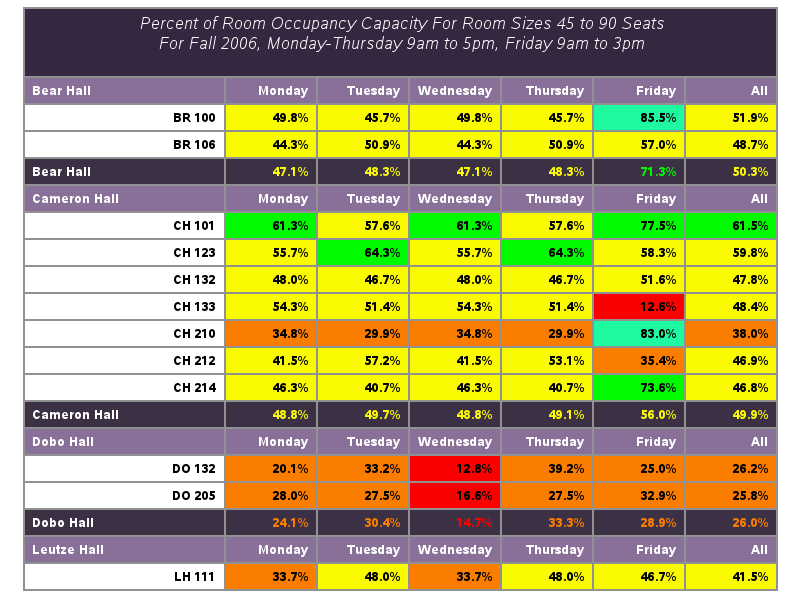 Percent of Room Occupancy Capacity For Room Sizes 45 to 90 Seats
For Fall 2006, Monday-Thursday 9am to 5pm, Friday 9am to 3pm
Bear Hall Monday Tuesday Wednesday Thursday Friday All
BR 100 49.8% 45.7% 49.8% 45.7% 85.5% 51.9%
BR 106 44.3% 50.9% 44.3% 50.9% 57.0% 48.7%
Bear Hall 47.1% 48.3% 47.1% 48.3% 71.3% 50.3%
Cameron Hall Monday Tuesday Wednesday Thursday Friday All
CH 101 61.3% 57.6% 61.3% 57.6% 77.5% 61.5%
CH 123 55.7% 64.3% 55.7% 64.3% 58.3% 59.8%
CH 132 48.0% 46.7% 48.0% 46.7% 51.6% 47.8%
CH 133 54.3% 51.4% 54.3% 51.4% 12.6% 48.4%
CH 210 34.8% 29.9% 34.8% 29.9% 83.0% 38.0%
CH 212 41.5% 57.2% 41.5% 53.1% 35.4% 46.9%
CH 214 46.3% 40.7% 46.3% 40.7% 73.6% 46.8%
Cameron Hall 48.8% 49.7% 48.8% 49.1% 56.0% 49.9%
Dobo Hall Monday Tuesday Wednesday Thursday Friday All
DO 132 20.1% 33.2% 12.8% 39.2% 25.0% 26.2%
DO 205 28.0% 27.5% 16.6% 27.5% 32.9% 25.8%
Dobo Hall 24.1% 30.4% 14.7% 33.3% 28.9% 26.0%
Leutze Hall Monday Tuesday Wednesday Thursday Friday All
LH 111 33.7% 48.0% 33.7% 48.0% 46.7% 41.5%